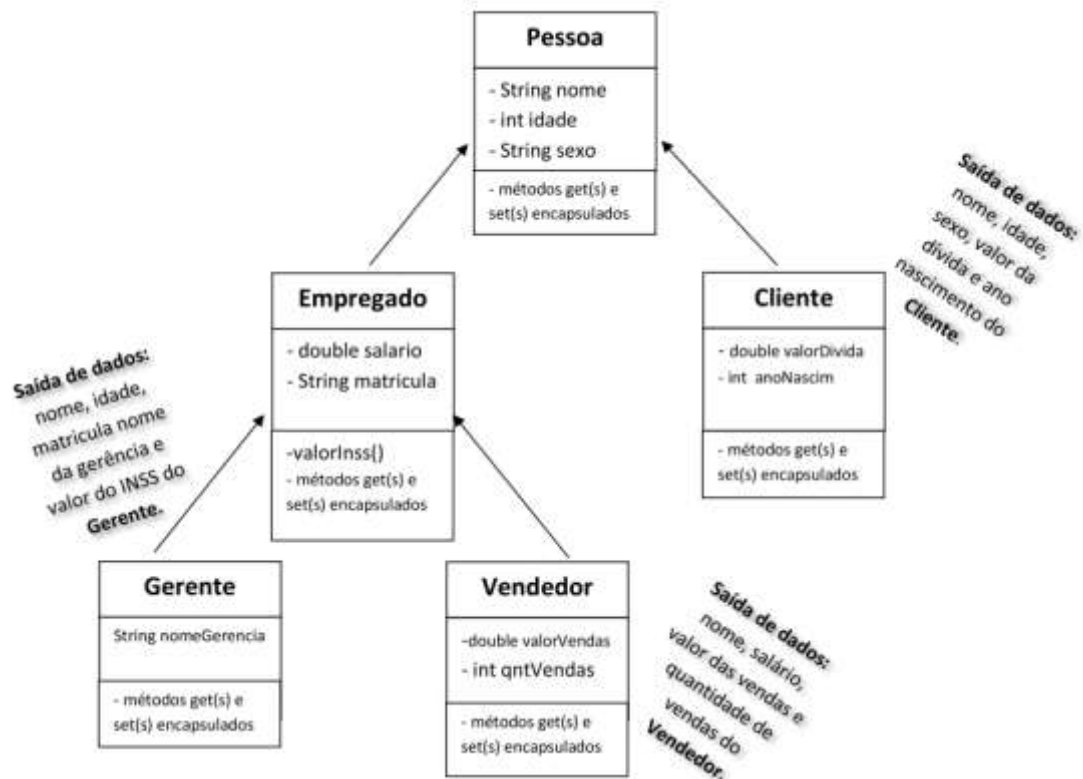 Pessoa
- String nome
- int idade
- String sexo
- métodos get(s) e
set(s) encapsulados
Saída de dados:
nome, idade,
sexo, valor da
dívida e ano
nascimento do
Cliente.
Empregado
- double salario
- String matricula
-valorInss()
- métodos get(s) e
set(s) encapsulados
Cliente
- double valorDivida
- int anoNascim
- métodos get(s) e
set(s) encapsulados
Saída de dados:
nome, idade,
matricula nome
da gerência e
valor do INSS do
Gerente.
Gerente
String nomeGerencia
- métodos get(s) e
set(s) encapsulados
Vendedor
-double valorVendas
- int qntVendas
- métodos get(s) e
set(s) encapsulados
Saída de dados:
nome, salário,
valor das vendas e
quantidade de
vendas do
Vendedor.